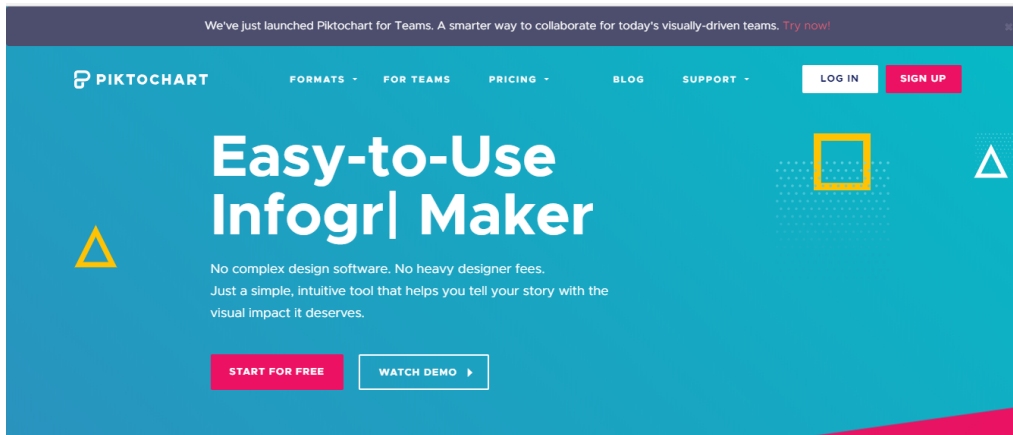 We've just launched Piktochart for Teams. A smarter way to collaborate for today's visually-driven teams. Try now!
PIKTOCHART FORMATS FOR TEAMS PRICING BLOG SUPPORT LOG IN SIGN UP
Easy-to-Use
Infogr| Maker
No complex design software. No heavy designer fees.
Just a simple, intuitive tool that helps you tell your story with the
visual impact it deserves.
START FOR FREE WATCH DEMO